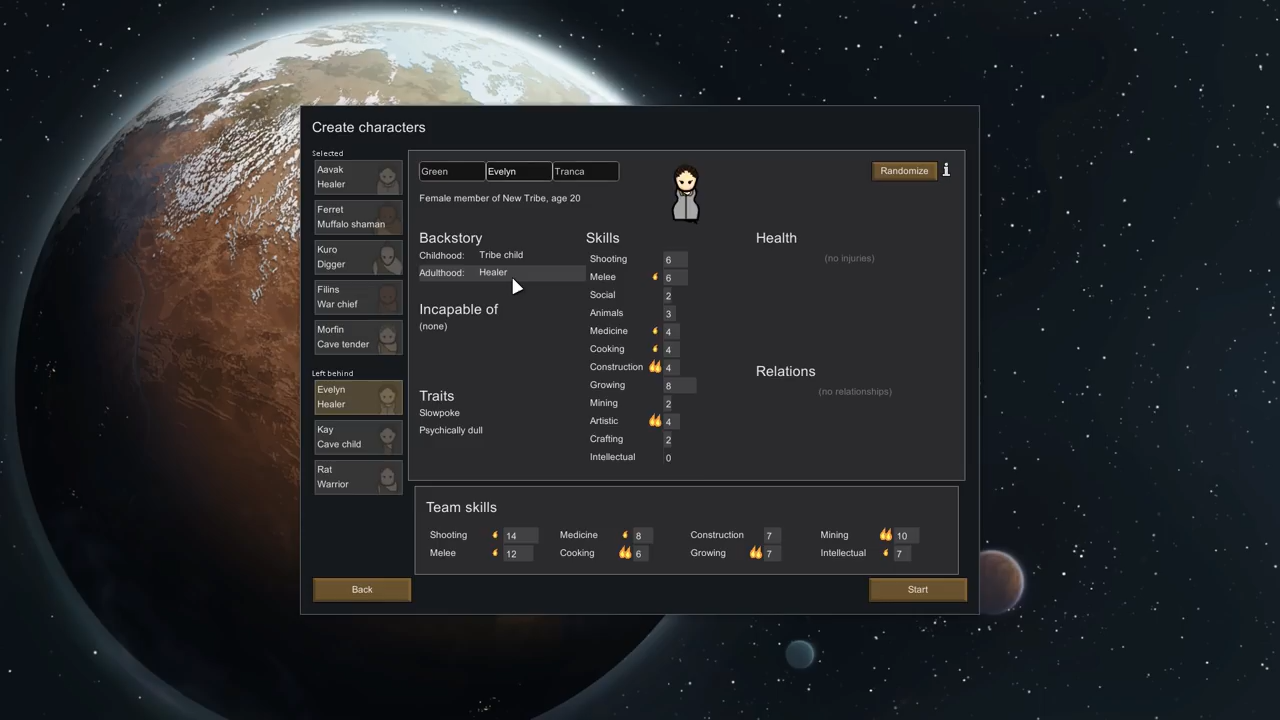 Create characters
Selected
Aavak
Healer
Ferret
Muffalo shaman
Kuro
Digger
Filins
War chief
Morfin
Cave tender
Left behind
Evelyn
Healer
Kay
Cave child
Rat
Warrior
Green Evelyn Tranca
Randomize
Female member of New Tribe, age 20
Backstory
Childhood: Tribe child
Adulthood: Healer
Incapable of
(none)
Traits
Slowpoke
Psychically dull
Skills
Shooting 6
Melee 6
Social 2
Animals 3
Medicine 4
Cooking 4
Construction 4
Growing 8
Mining 2
Artistic 4
Crafting 2
Intellectual 0
Health
(no injuries)
Relations
(no relationships)
Team skills
Shooting 14 Medicine 8 Construction 7 Mining 10
Melee 12 Cooking 6 Growing 7 Intellectual 7
Back
Start